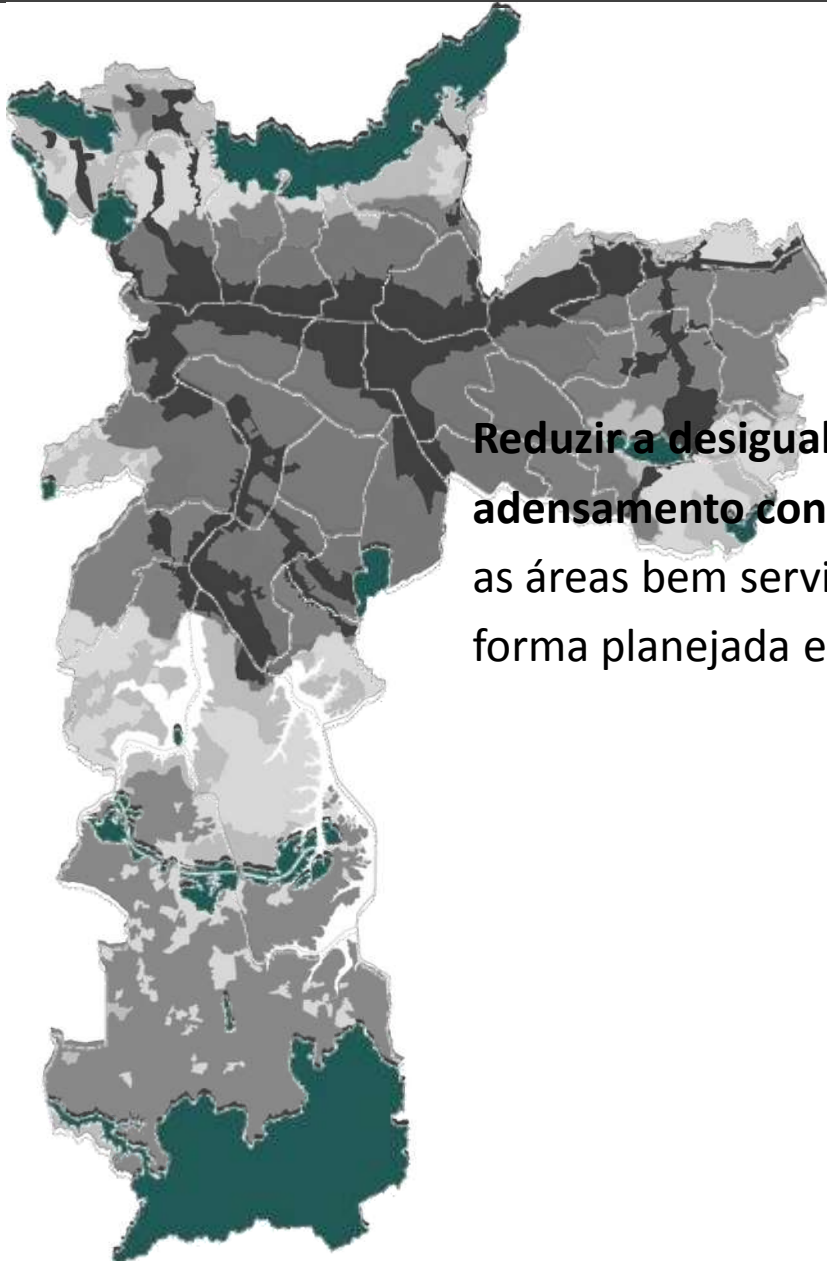 Reduzir a desigual
adensamento con
as áreas bem servi
forma planejada e